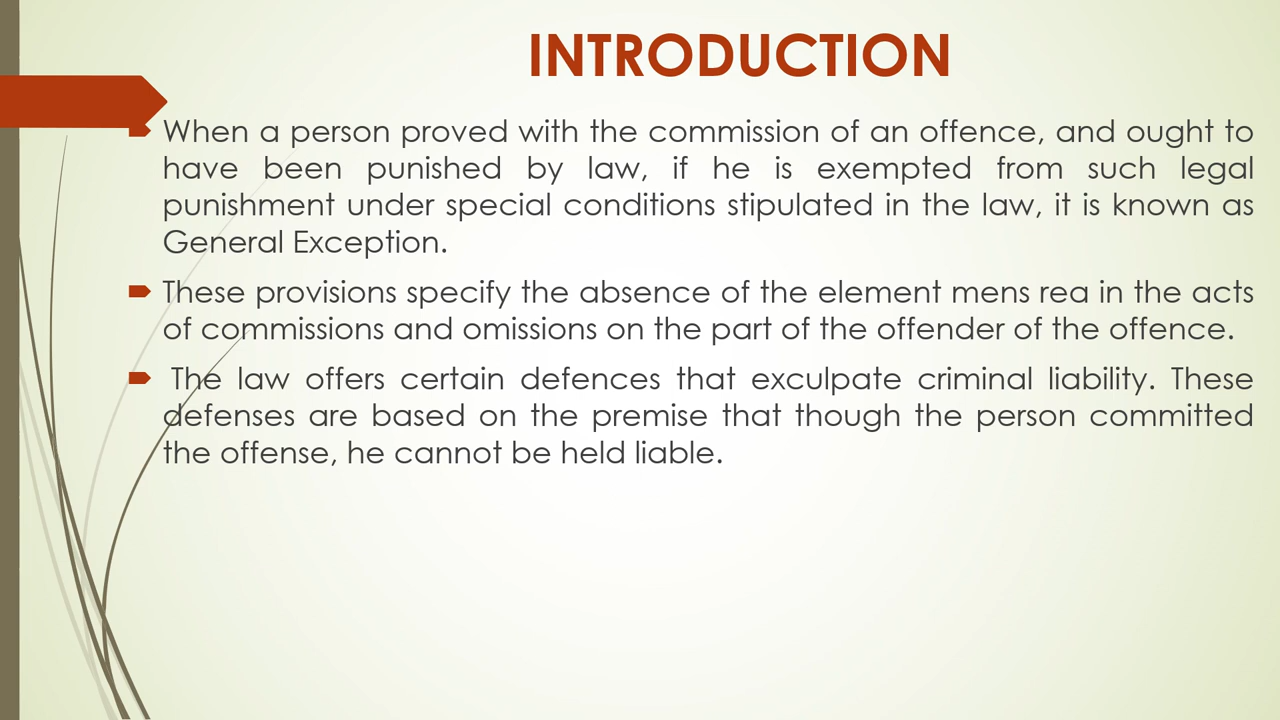 INTRODUCTION
When a person proved with the commission of an offence, and ought to
have been punished by law, if he is exempted from such legal
punishment under special conditions stipulated in the law, it is known as
General Exception.
These provisions specify the absence of the element mens rea in the acts
of commissions and omissions on the part of the offender of the offence.
The law offers certain defences that exculpate criminal liability. These
defenses are based on the premise that though the person committed
the offense, he cannot be held liable.